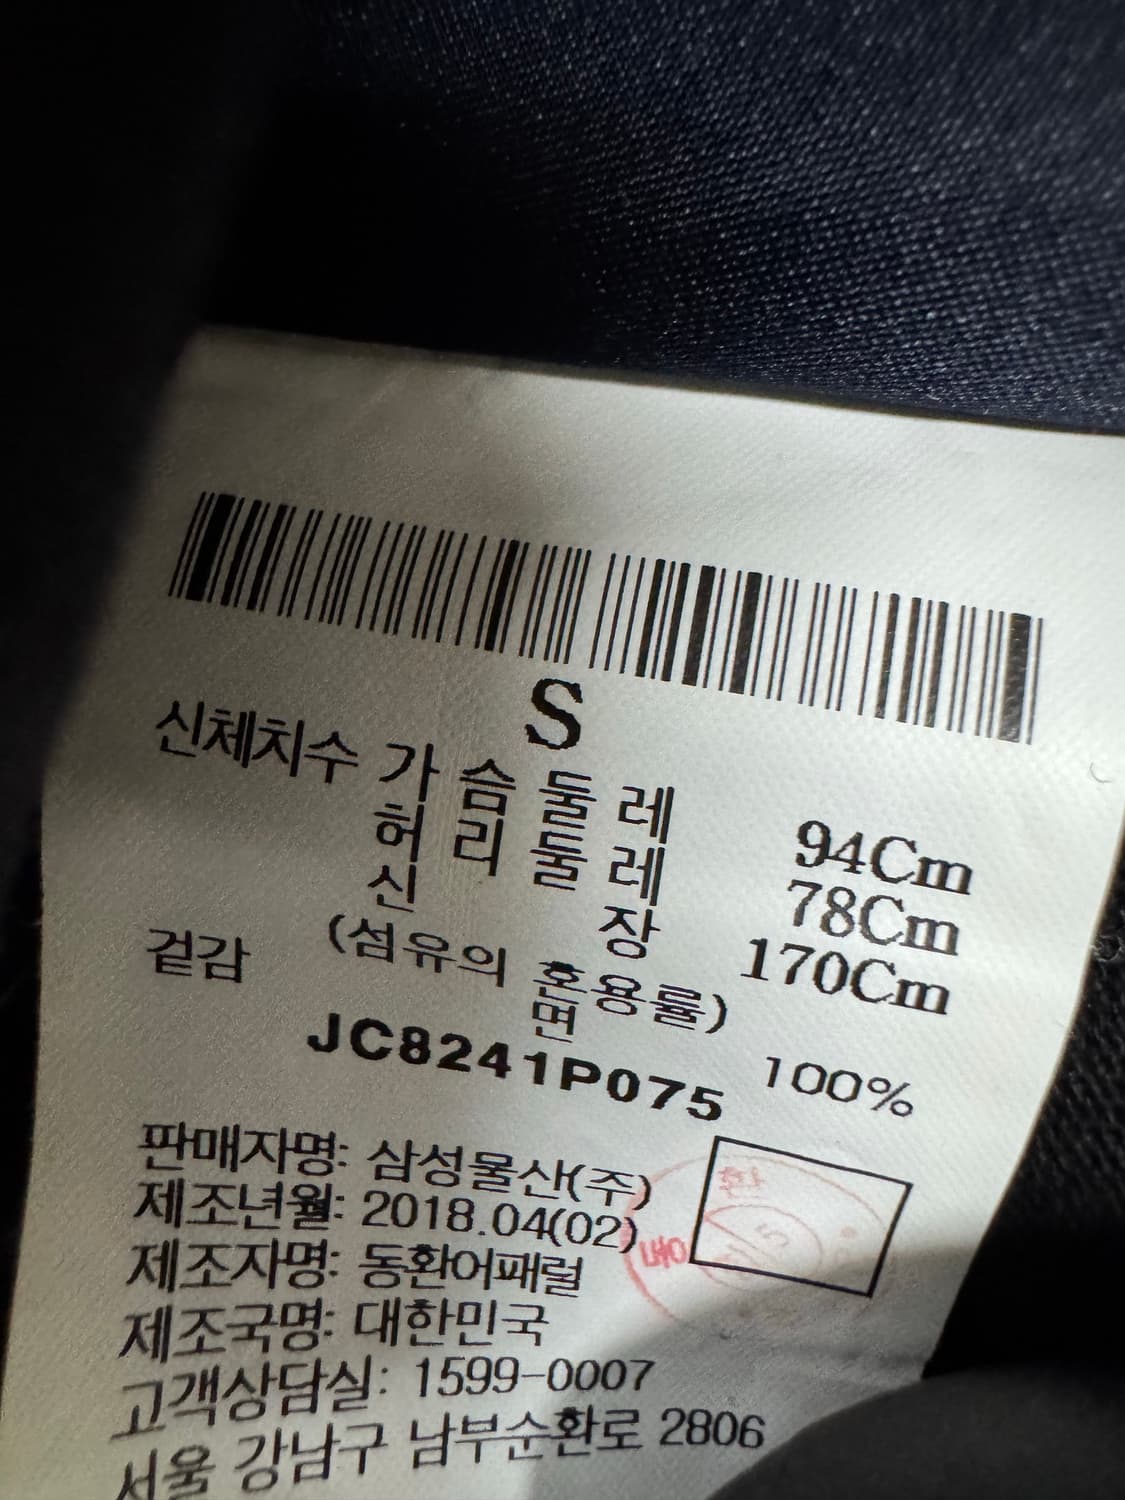 S
신체치수 가슴둘레 94Cm
허리둘레 78Cm
신장 170Cm
겉감 (섬유의 혼용률)
면 100%
JC8241P075
판매자명: 삼성물산(주)
제조년월: 2018.04(02)
제조자명: 동환어패럴
제조국명: 대한민국
고객상담실: 1599-0007
서울 강남구 남부순환로 2806